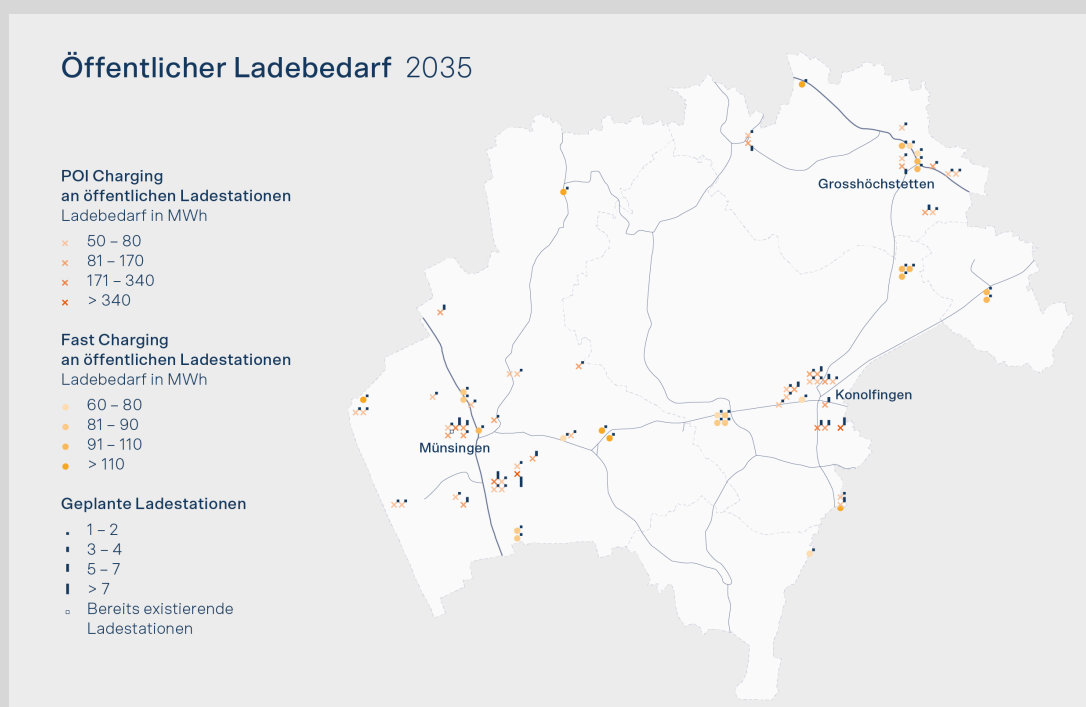 Öffentlicher Ladebedarf 2035
POI Charging
an öffentlichen Ladestationen
Ladebedarf in MWh
50 – 80
81 – 170
171 – 340
> 340
Fast Charging
an öffentlichen Ladestationen
Ladebedarf in MWh
60 – 80
81 – 90
91 – 110
> 110
Geplante Ladestationen
1 – 2
3 – 4
5 – 7
> 7
Bereits existierende
Ladestationen
Grosshöchstetten
Konolfingen
Münsingen